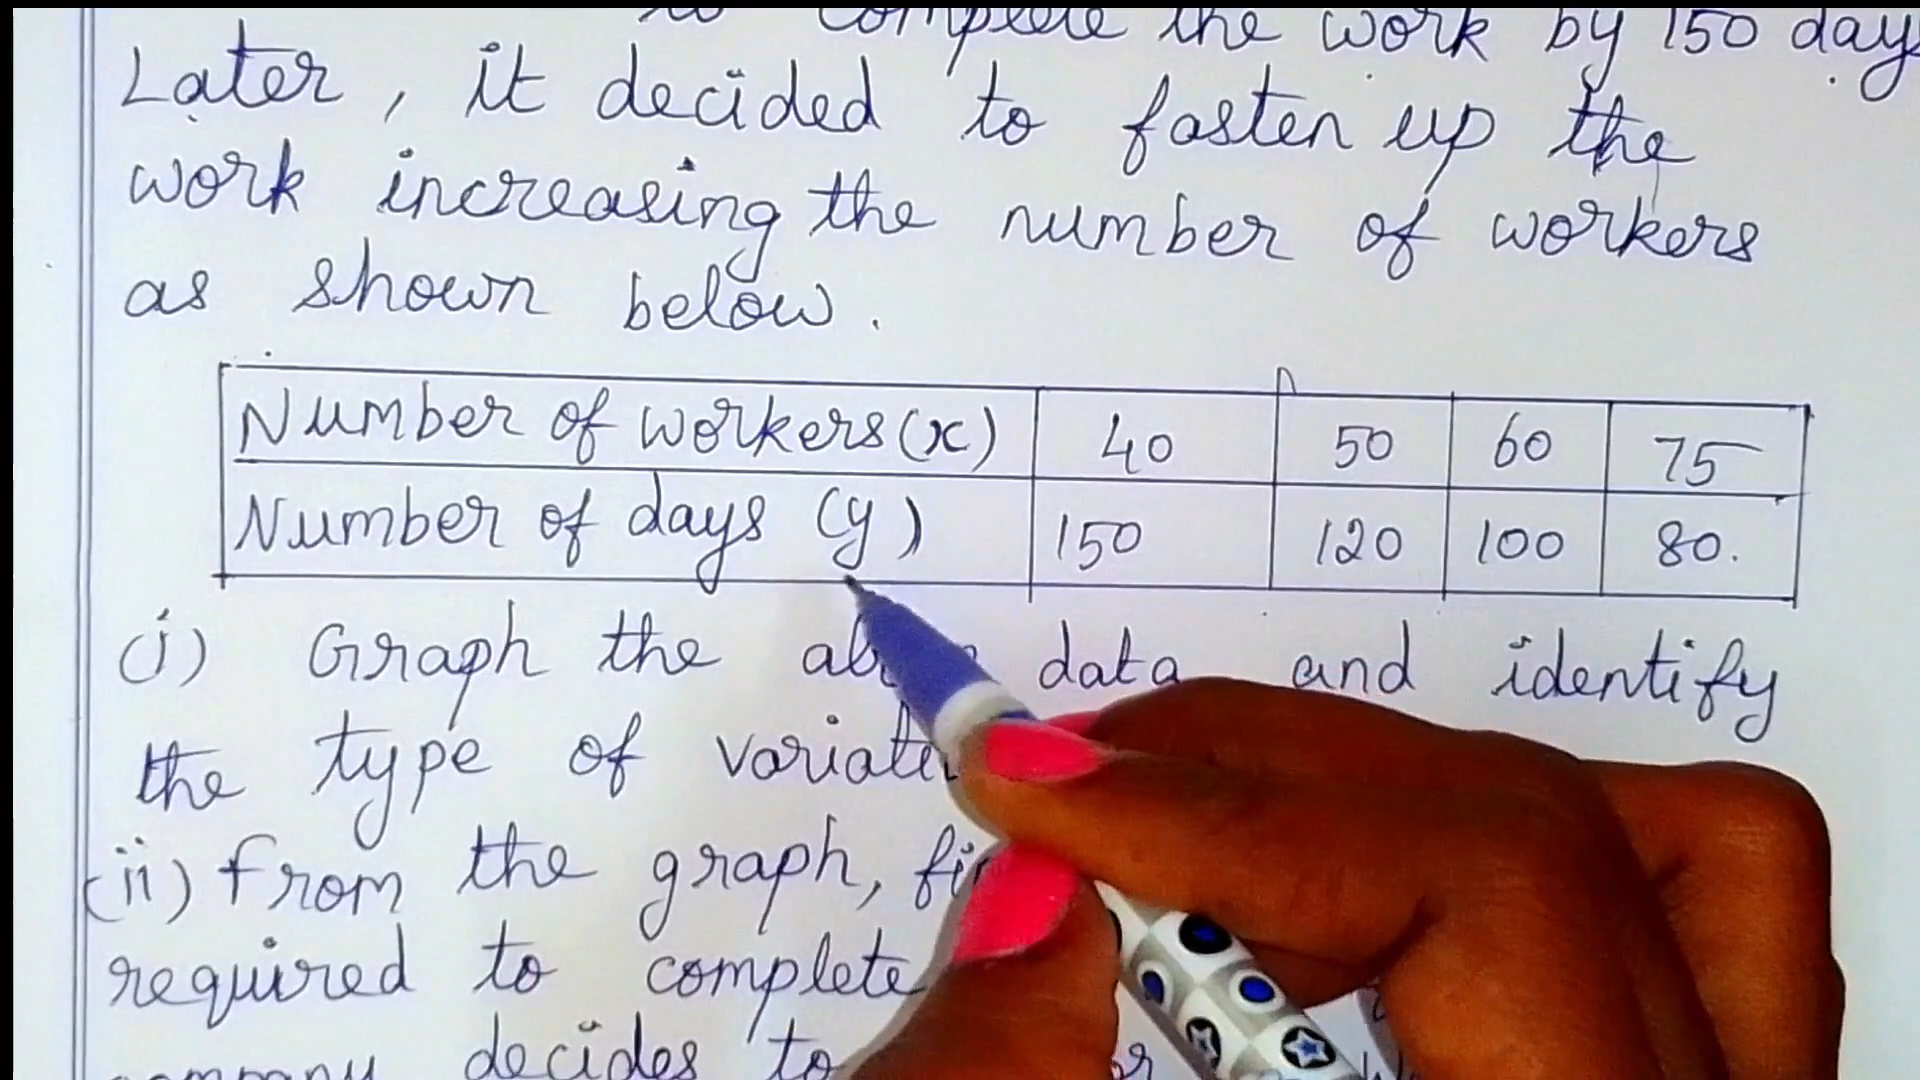 to complete the work by 150 days
Later, it decided to fasten up the
work increasing the number of workers
as shown below.
Number of workers (x) 40 50 60 75
Number of days (y) 150 120 100 80.
(i) Graph the data and identify
the type of
(ii) From the graph,
required to complete
company decides to